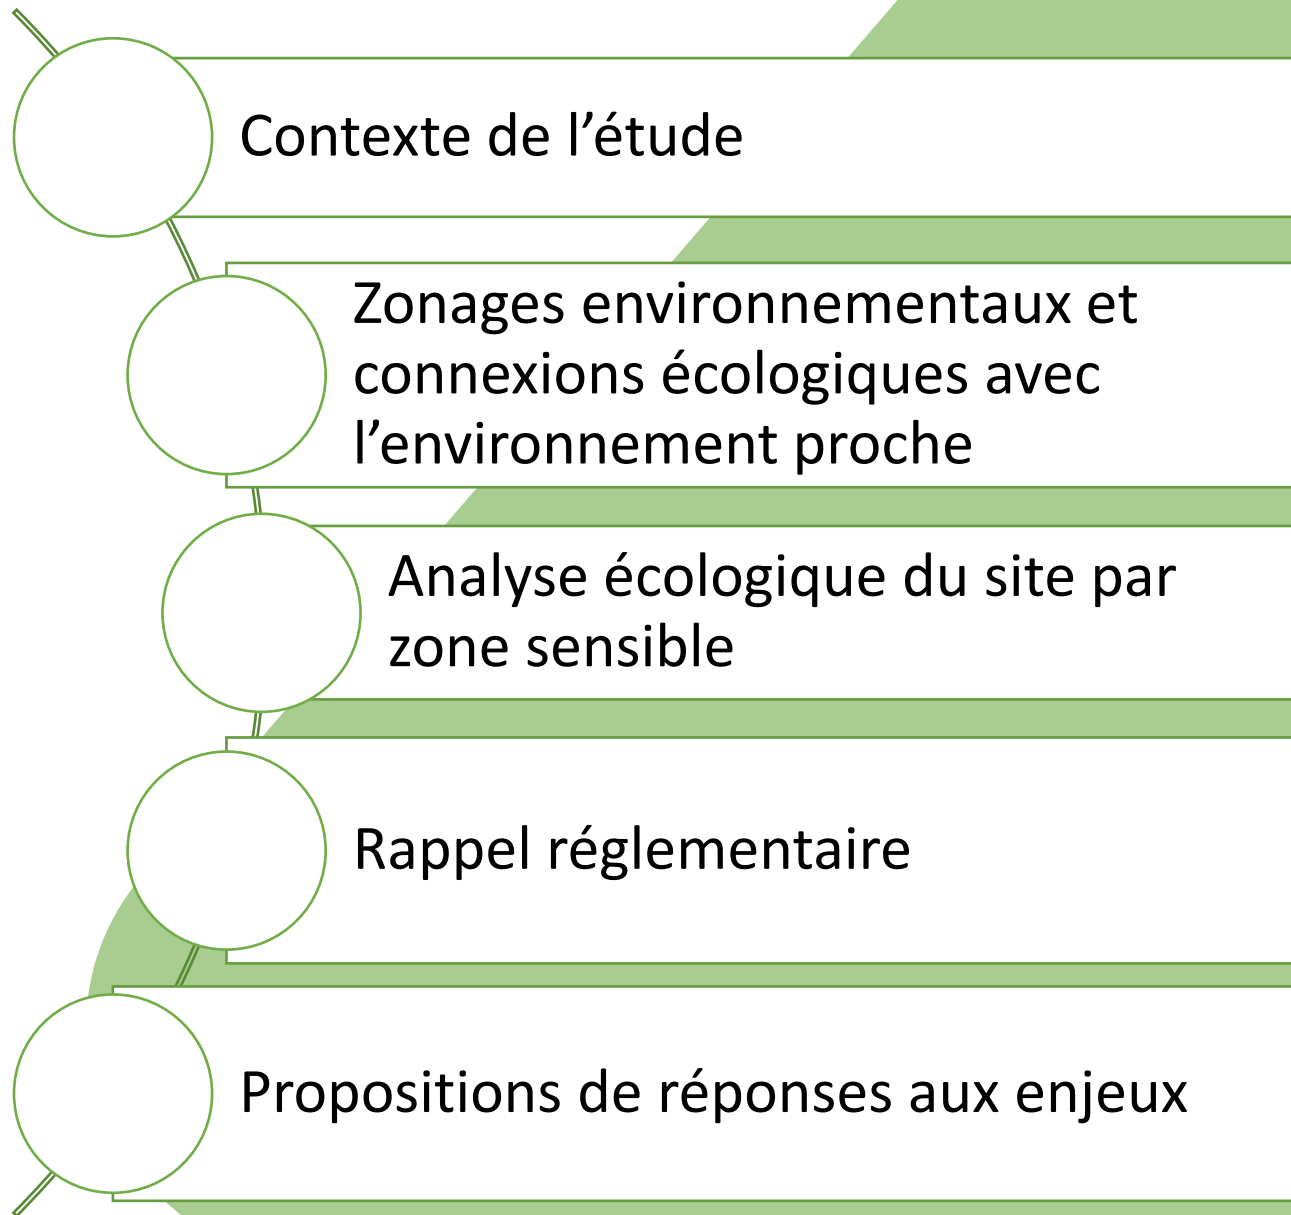 Contexte de l’étude
Zonages environnementaux et
connexions écologiques avec
l’environnement proche
Analyse écologique du site par
zone sensible
Rappel réglementaire
Propositions de réponses aux enjeux